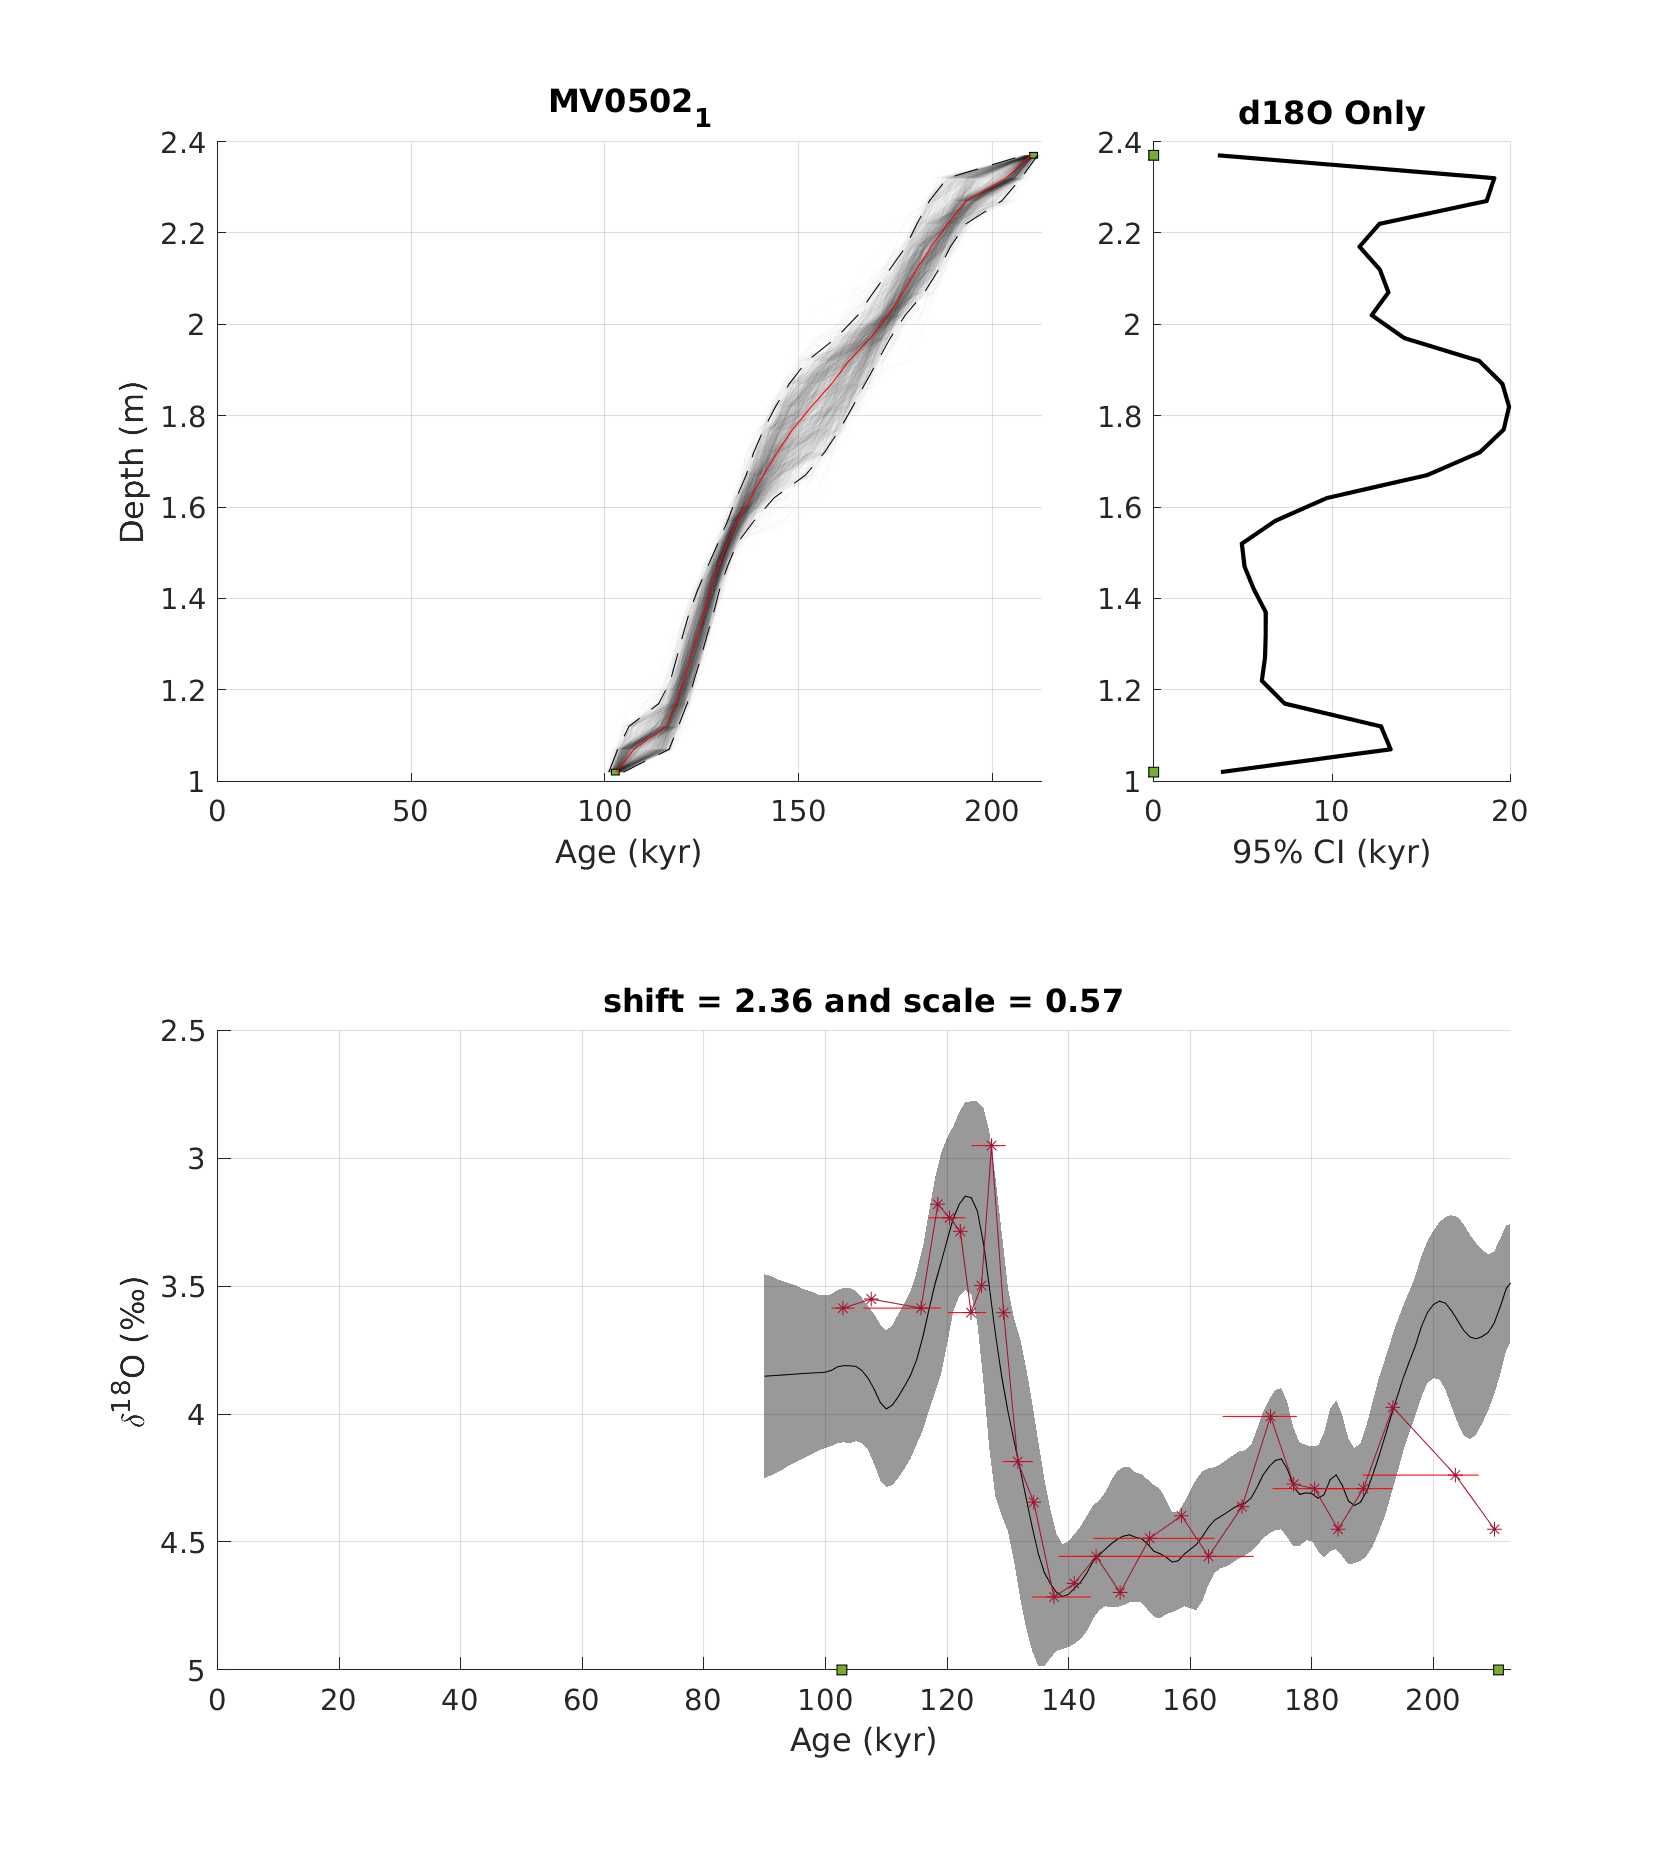 MV0502₁
d18O Only
2.4
2.2
2
1.8
1.6
1.4
1.2
1
Depth (m)
0 50 100 150 200
Age (kyr)
2.4
2.2
2
1.8
1.6
1.4
1.2
1
0 10 20
95% CI (kyr)
shift = 2.36 and scale = 0.57
2.5
3
3.5
4
4.5
5
δ¹⁸O (‰)
0 20 40 60 80 100 120 140 160 180 200
Age (kyr)